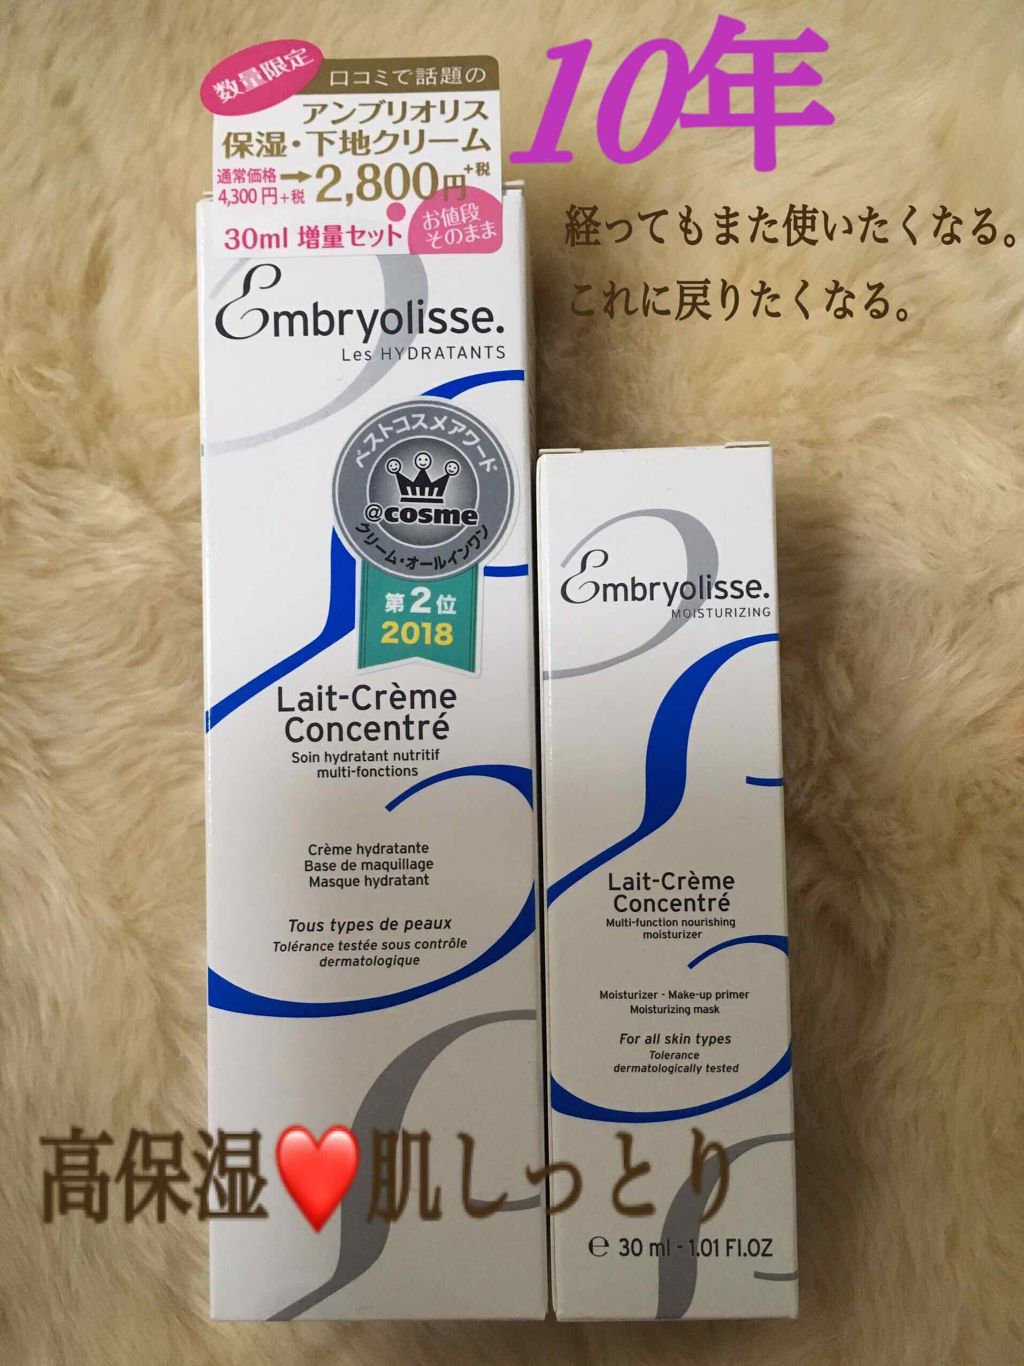 数量限定
口コミで話題の
アンブリオリス
保湿・下地クリーム
通常価格
4,300円+税
→2,800円+税
30ml 増量セット
お値段
そのまま
10年
経ってもまた使いたくなる。
これに戻りたくなる。
Embryolisse.
Les HYDRATANTS
ベストコスメアワード
@cosme
クリーム・オールインワン
第2位
2018
Lait-Crème
Concentré
Soin hydratant nutritif
multi-fonctions
Crème hydratante
Base de maquillage
Masque hydratant
Tous types de peaux
Tolérance testée sous contrôle
dermatologique
Embryolisse.
MOISTURIZING
Lait-Crème
Concentré
Multi-function nourishing
moisturizer
Moisturizer - Make-up primer
Moisturizing mask
For all skin types
Tolerance
dermatologically tested
高保湿❤️肌しっとり
℮ 30 ml - 1.01 Fl.OZ